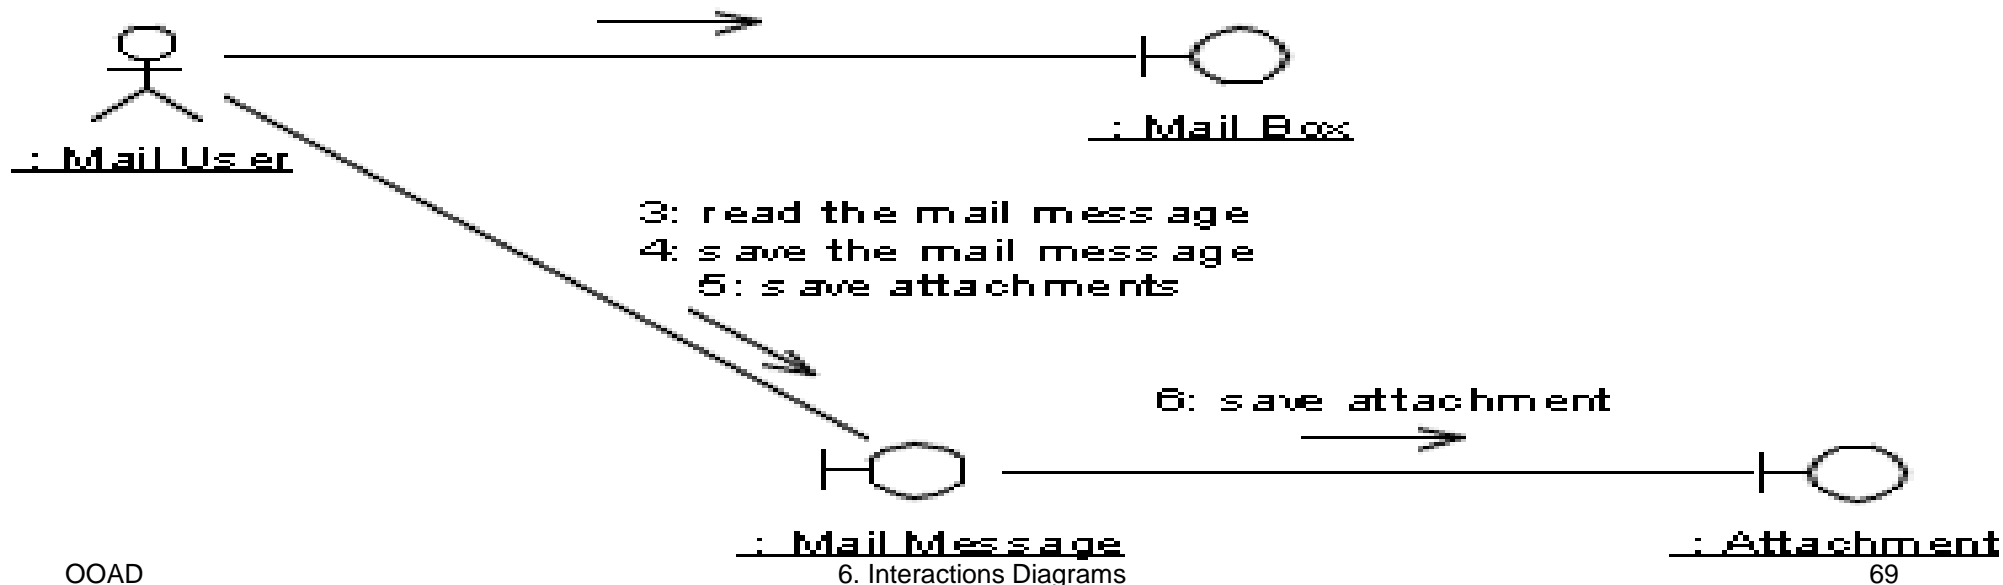 : Mail User
: Mail Box
3: read the mail message
4: save the mail message
5: save attachments
6: save attachment
: Mail Message
: Attachment
OOAD
6. Interactions Diagrams
69